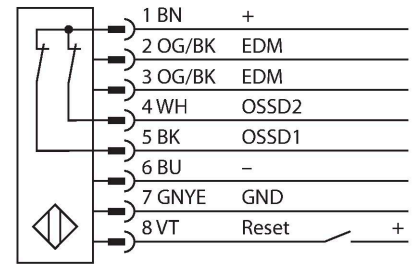 1 BN +
2 OG/BK EDM
3 OG/BK EDM
4 WH OSSD2
5 BK OSSD1
6 BU –
7 GNYE GND
8 VT Reset +